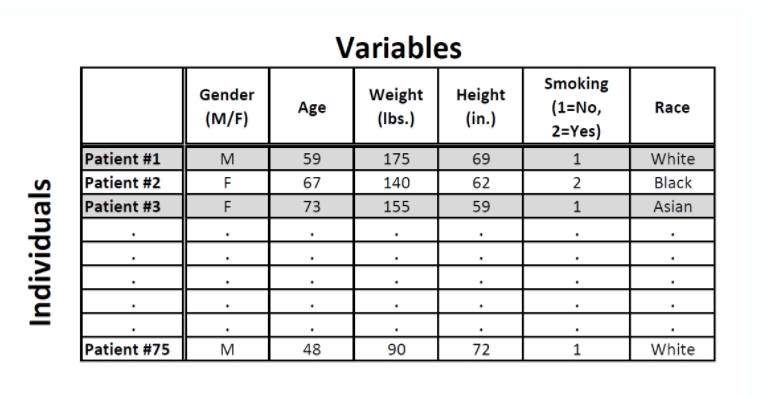 Variables
Individuals
Gender (M/F) Age Weight (lbs.) Height (in.) Smoking (1=No, 2=Yes) Race
Patient #1 M 59 175 69 1 White
Patient #2 F 67 140 62 2 Black
Patient #3 F 73 155 59 1 Asian
. . . . . . .
. . . . . . .
. . . . . . .
. . . . . . .
. . . . . . .
Patient #75 M 48 90 72 1 White